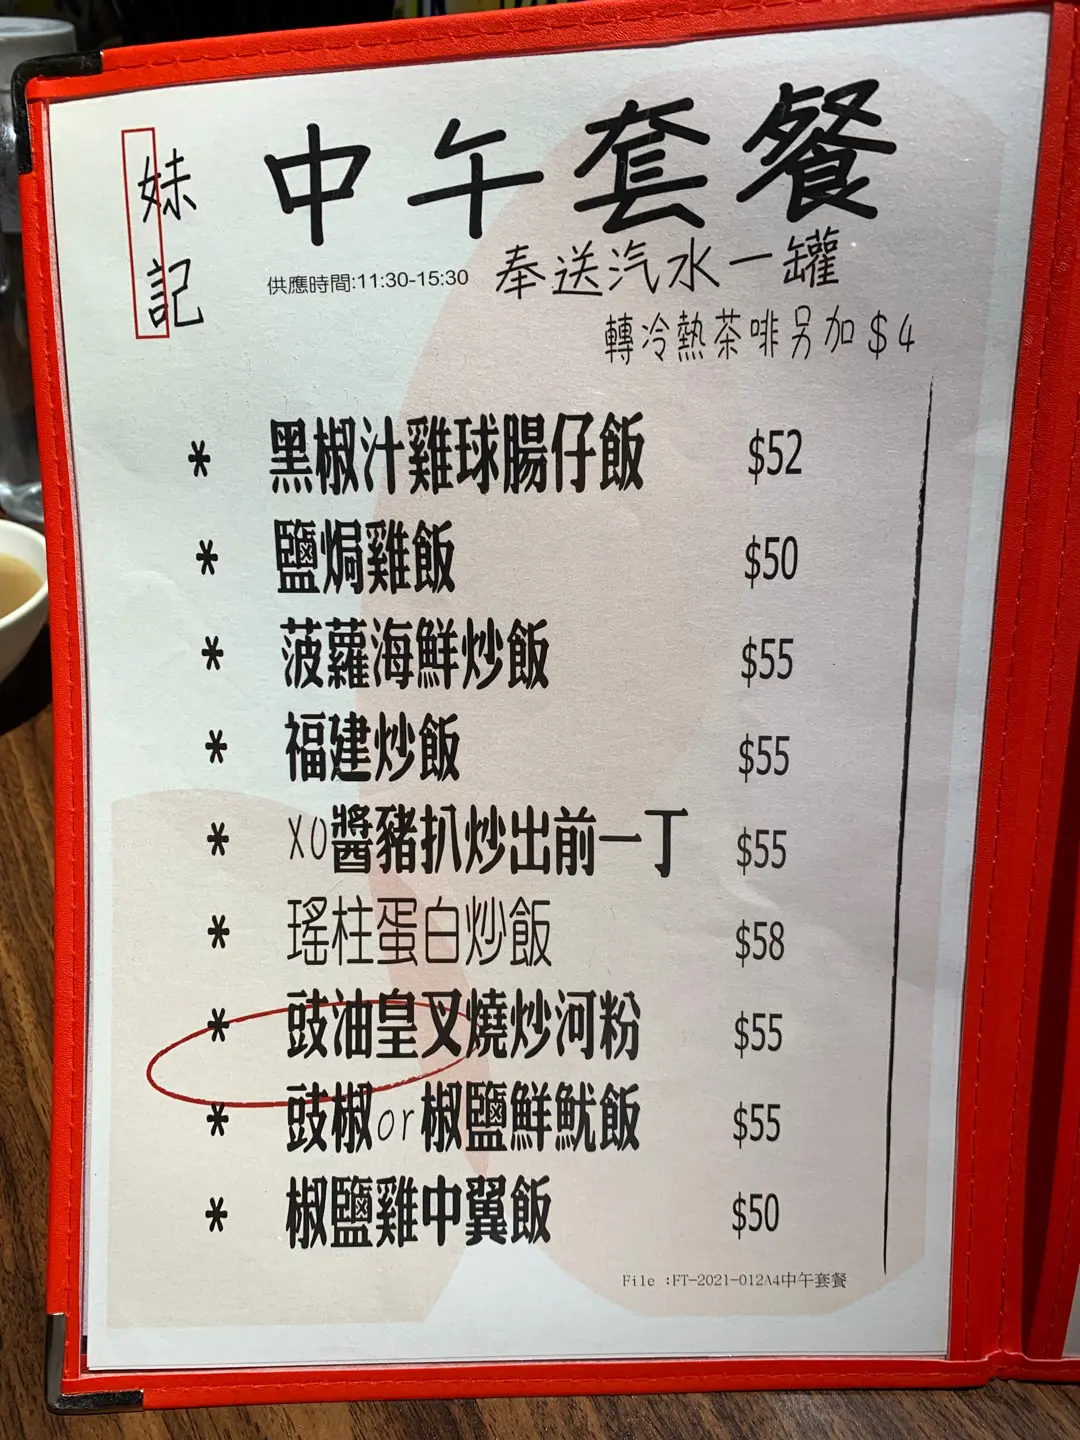 妹記
中午套餐
供應時間:11:30-15:30 奉送汽水一罐
轉冷熱茶啡另加$4
* 黑椒汁雞球腸仔飯 $52
* 鹽焗雞飯 $50
* 菠蘿海鮮炒飯 $55
* 福建炒飯 $55
* XO醬豬扒炒出前一丁 $55
* 瑤柱蛋白炒飯 $58
* 豉油皇叉燒炒河粉 $55
* 豉椒or椒鹽鮮魷飯 $55
* 椒鹽雞中翼飯 $50
File :FT-2021-012A4中午套餐